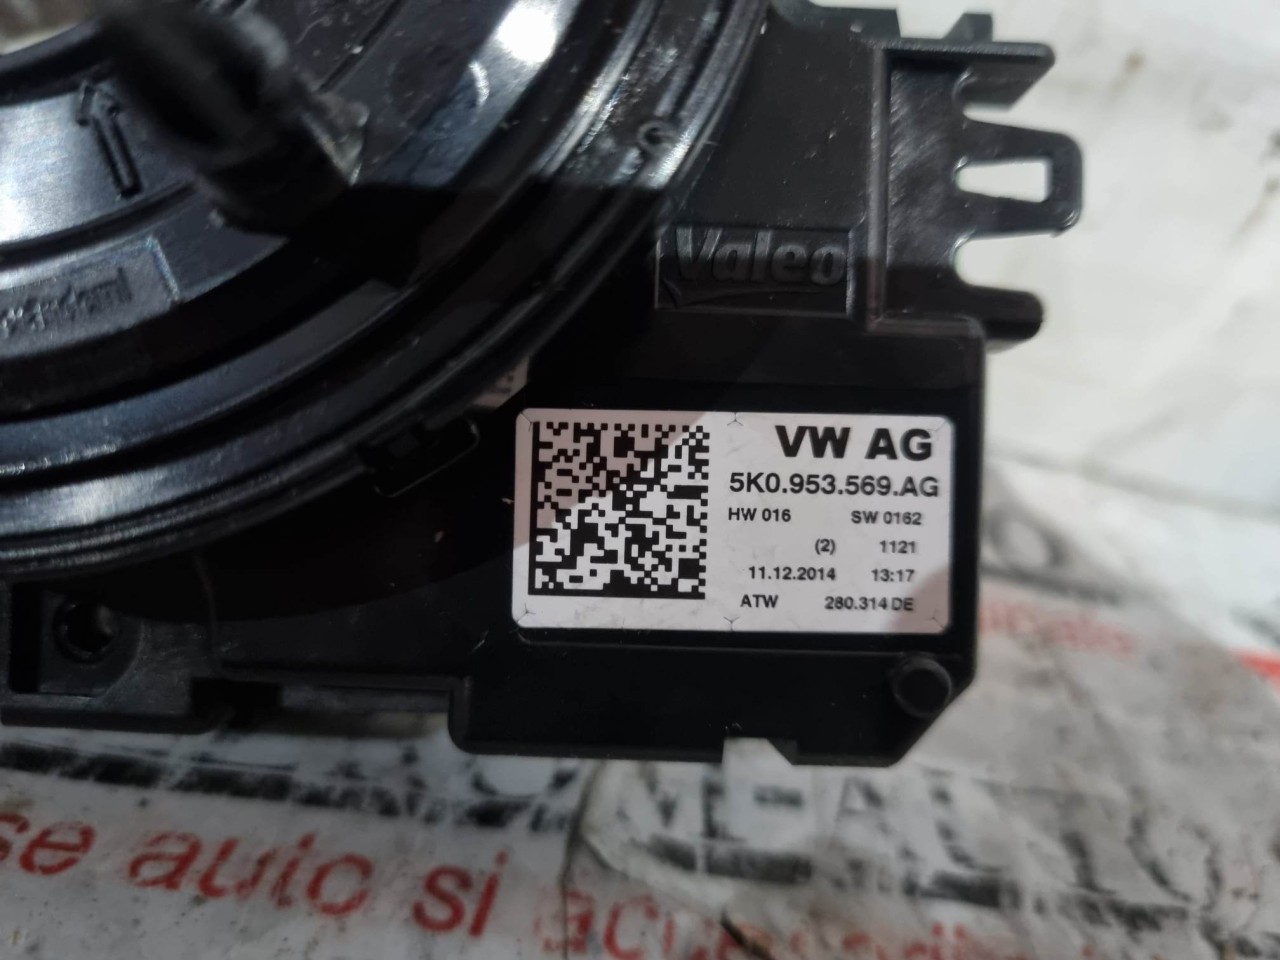 Valeo
VW AG
5K0.953.569.AG
HW 016 SW 0162
(2) 1121
11.12.2014 13:17
ATW 280.314 DE
se auto si